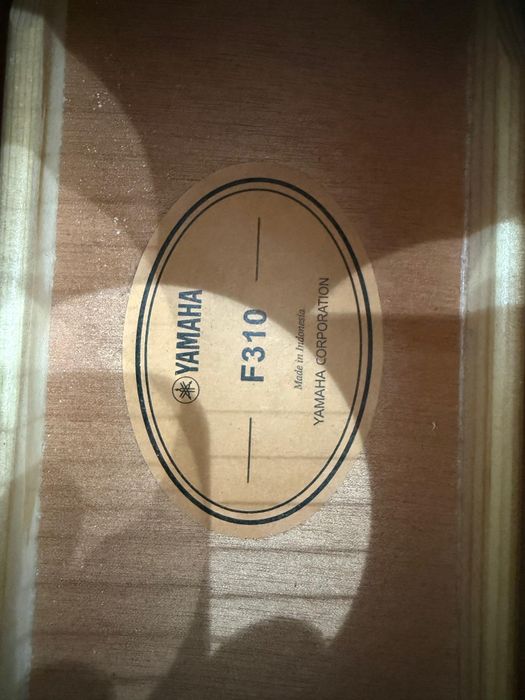 YAMAHA
F310
Made in Indonesia
YAMAHA CORPORATION